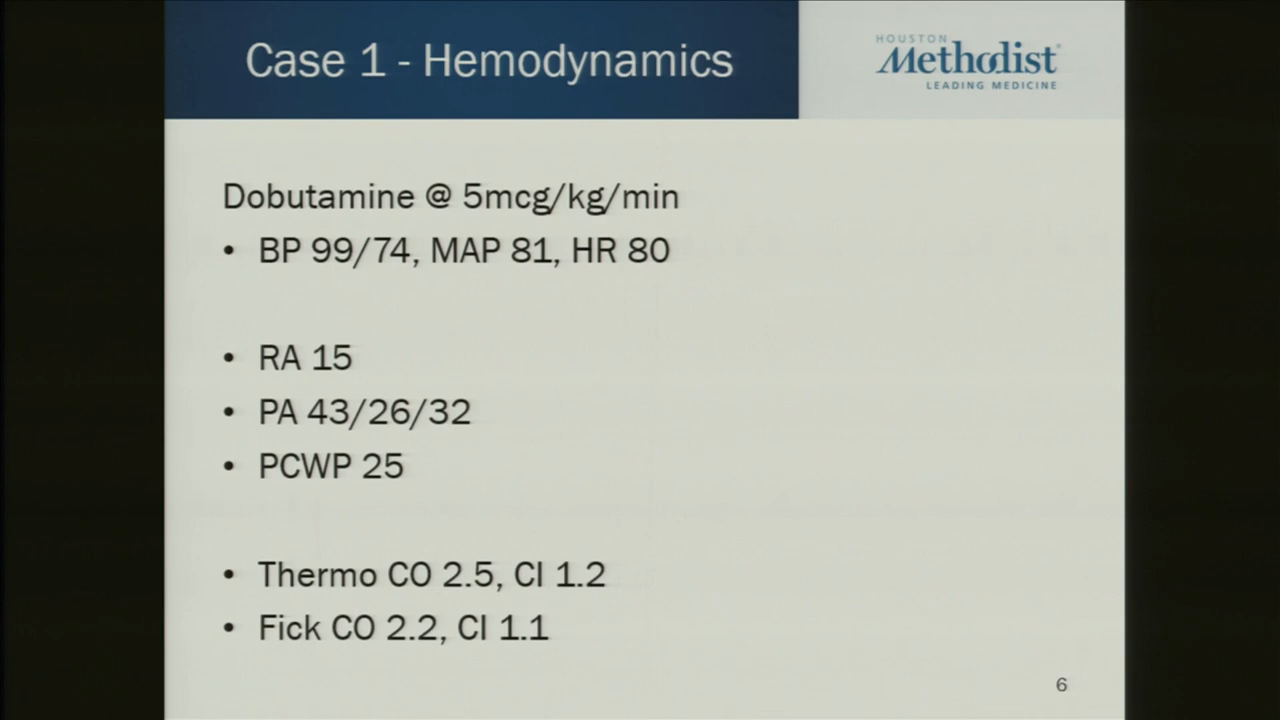 Case 1 - Hemodynamics
HOUSTON
Methodist
LEADING MEDICINE
Dobutamine @ 5mcg/kg/min
• BP 99/74, MAP 81, HR 80
• RA 15
• PA 43/26/32
• PCWP 25
• Thermo CO 2.5, CI 1.2
• Fick CO 2.2, CI 1.1
6